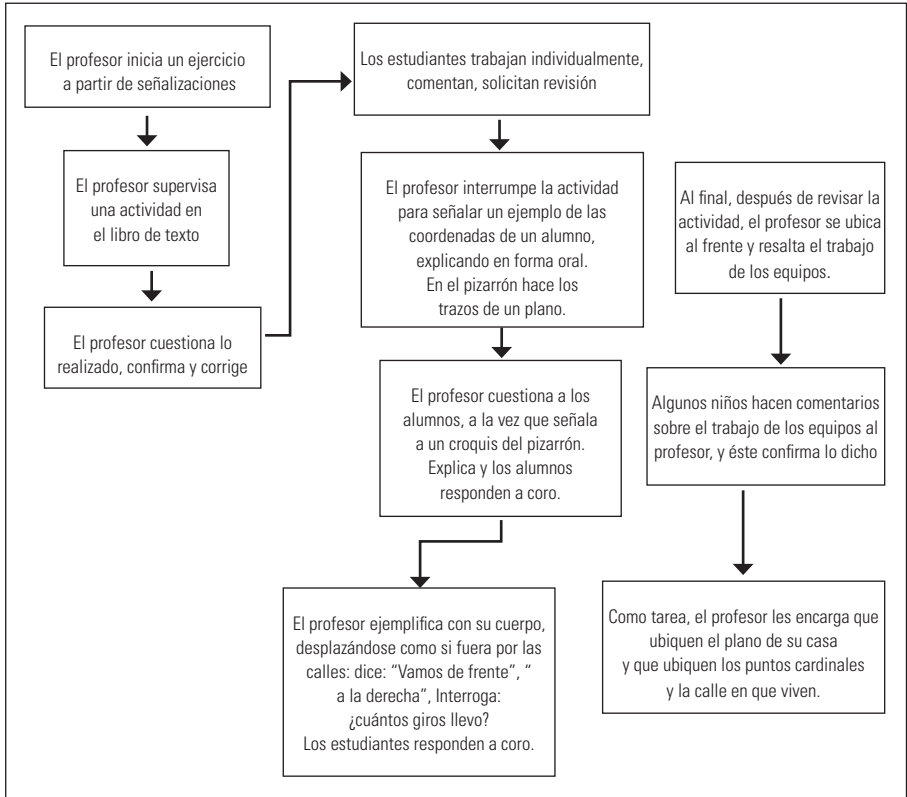 El profesor inicia un ejercicio
a partir de señalizaciones
El profesor supervisa
una actividad en
el libro de texto
El profesor cuestiona lo
realizado, confirma y corrige
Los estudiantes trabajan individualmente,
comentan, solicitan revisión
El profesor interrumpe la actividad
para señalar un ejemplo de las
coordenadas de un alumno,
explicando en forma oral.
En el pizarrón hace los
trazos de un plano.
El profesor cuestiona a los
alumnos, a la vez que señala
a un croquis del pizarrón.
Explica y los alumnos
responden a coro.
El profesor ejemplifica con su cuerpo,
desplazándose como si fuera por las
calles: dice: “Vamos de frente”, “
a la derecha”, Interroga:
¿cuántos giros llevo?
Los estudiantes responden a coro.
Al final, después de revisar la
actividad, el profesor se ubica
al frente y resalta el trabajo
de los equipos.
Algunos niños hacen comentarios
sobre el trabajo de los equipos al
profesor, y éste confirma lo dicho
Como tarea, el profesor les encarga que
ubiquen el plano de su casa
y que ubiquen los puntos cardinales
y la calle en que viven.